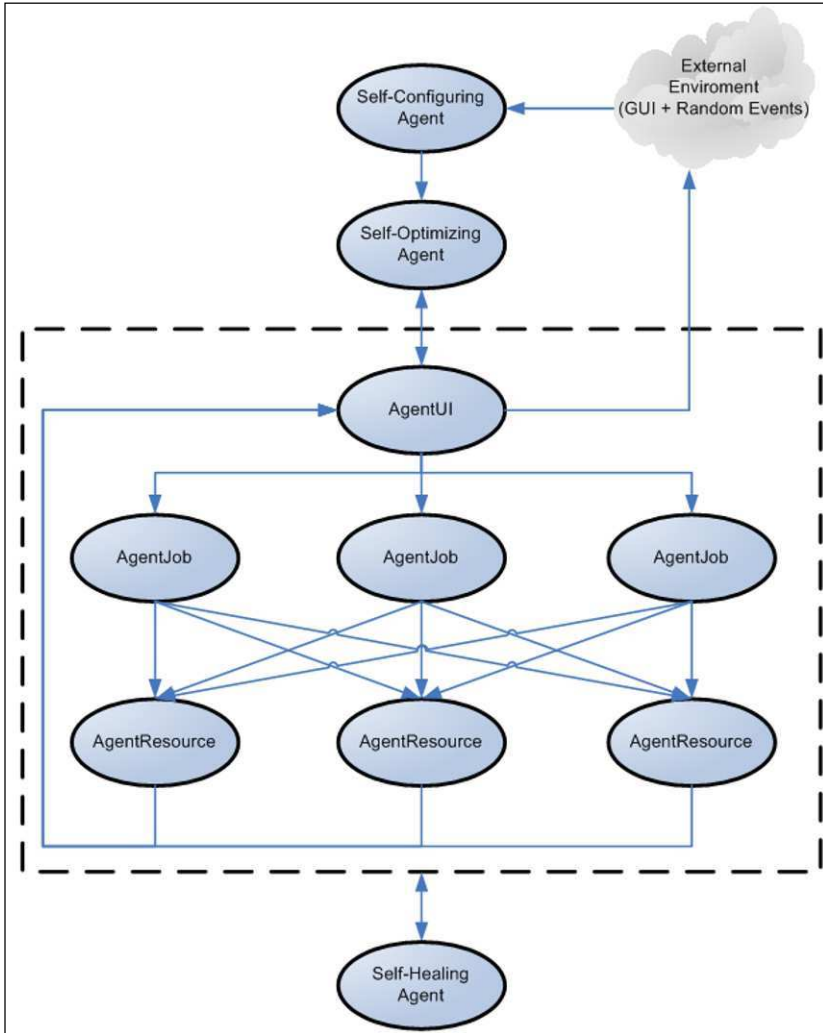 External
Enviroment
(GUI + Random Events)
Self-Configuring
Agent
Self-Optimizing
Agent
AgentUI
AgentJob
AgentJob
AgentJob
AgentResource
AgentResource
AgentResource
Self-Healing
Agent